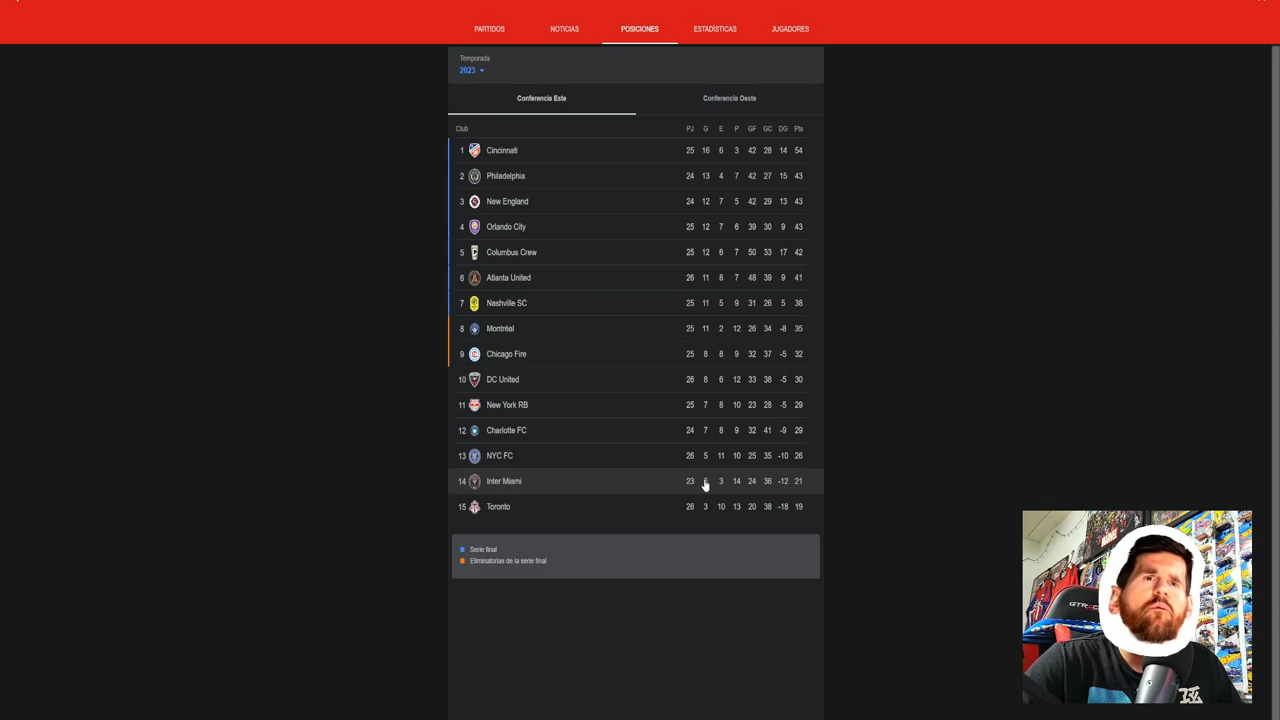 PARTIDOS NOTICIAS POSICIONES ESTADÍSTICAS JUGADORES
Temporada
2023
Conferencia Este Conferencia Oeste
Club PJ G E P GF GC DG Pts
1 Cincinnati 25 16 6 3 42 28 14 54
2 Philadelphia 24 13 4 7 42 27 15 43
3 New England 24 12 7 5 42 29 13 43
4 Orlando City 25 12 7 6 39 30 9 43
5 Columbus Crew 25 12 6 7 50 33 17 42
6 Atlanta United 26 11 8 7 48 39 9 41
7 Nashville SC 25 11 5 9 31 26 5 38
8 Montréal 25 11 2 12 26 34 -8 35
9 Chicago Fire 25 8 8 9 32 37 -5 32
10 DC United 26 8 6 12 33 38 -5 30
11 New York RB 25 7 8 10 23 28 -5 29
12 Charlotte FC 24 7 8 9 32 41 -9 29
13 NYC FC 26 5 11 10 25 35 -10 26
14 Inter Miami 23 3 14 24 36 -12 21
15 Toronto 26 3 10 13 20 38 -18 19
Serie final
Eliminatorias de la serie final